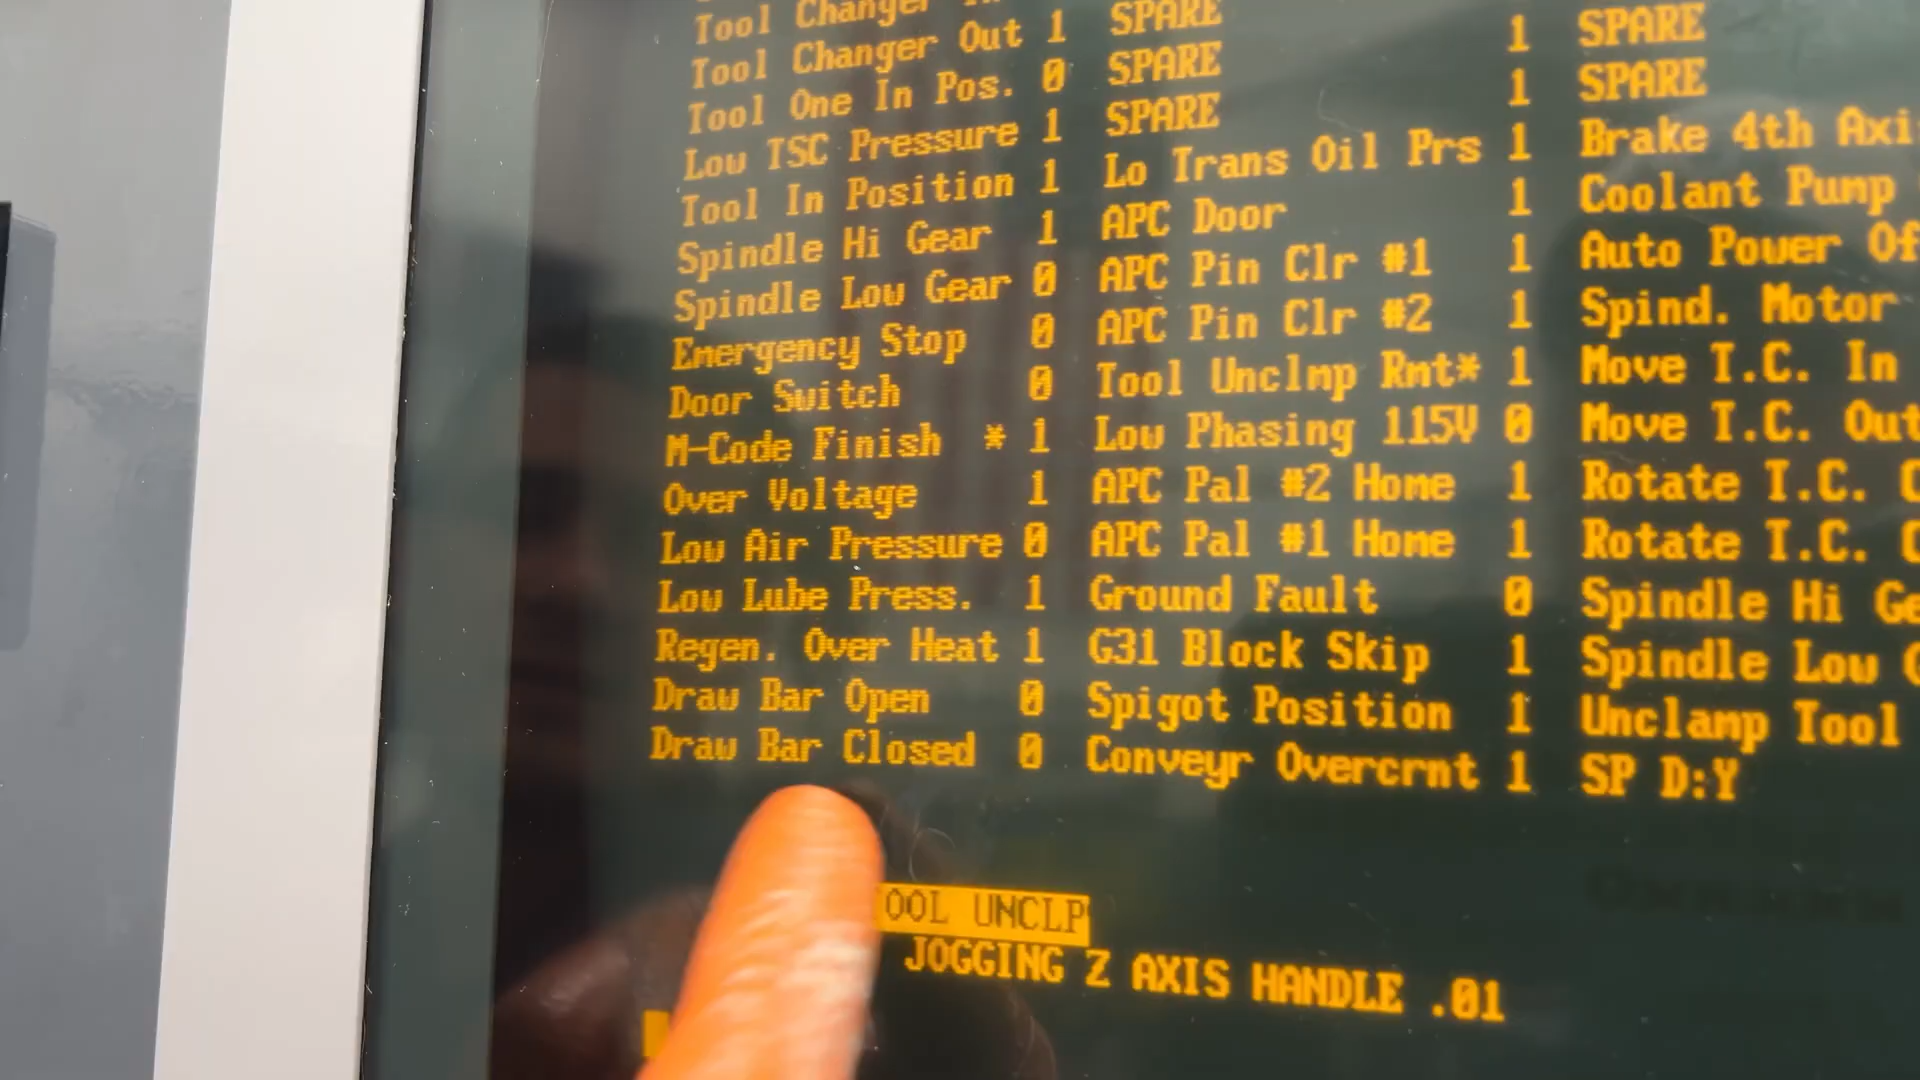 Tool Changer In SPARE 1 SPARE
Tool Changer Out 1 SPARE 1 SPARE
Tool One In Pos. 0 SPARE 1 Brake 4th Axi
Low TSC Pressure 1 Lo Trans Oil Prs 1 Coolant Pump
Tool In Position 1 APC Door 1 Auto Power Of
Spindle Hi Gear 1 APC Pin Clr #1 1 Spind. Motor
Spindle Low Gear 0 APC Pin Clr #2 1 Move T.C. In
Emergency Stop 0 Tool Unclmp Rmt* 1 Move T.C. Out
Door Switch 0 Low Phasing 115V 0 Rotate T.C. C
M-Code Finish * 1 APC Pal #2 Home 1 Rotate T.C. C
Over Voltage 1 APC Pal #1 Home 1 Spindle Hi Ge
Low Air Pressure 0 Ground Fault 0 Spindle Low G
Low Lube Press. 1 G31 Block Skip 1 Unclamp Tool
Regen. Over Heat 1 Spigot Position 1 SP D:Y
Draw Bar Open 0 Conveyr Overcrnt 1
Draw Bar Closed 0
OOL UNCLP
JOGGING Z AXIS HANDLE .01